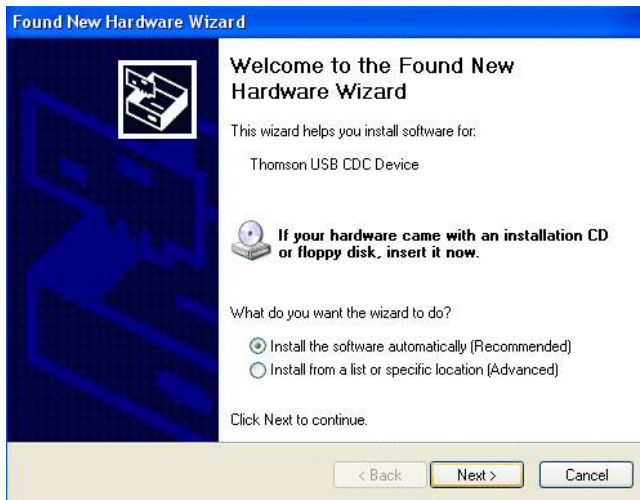 Found New Hardware Wizard
Welcome to the Found New
Hardware Wizard
This wizard helps you install software for:
Thomson USB CDC Device
If your hardware came with an installation CD
or floppy disk, insert it now.
What do you want the wizard to do?
Install the software automatically (Recommended)
Install from a list or specific location (Advanced)
Click Next to continue.
< Back
Next >
Cancel